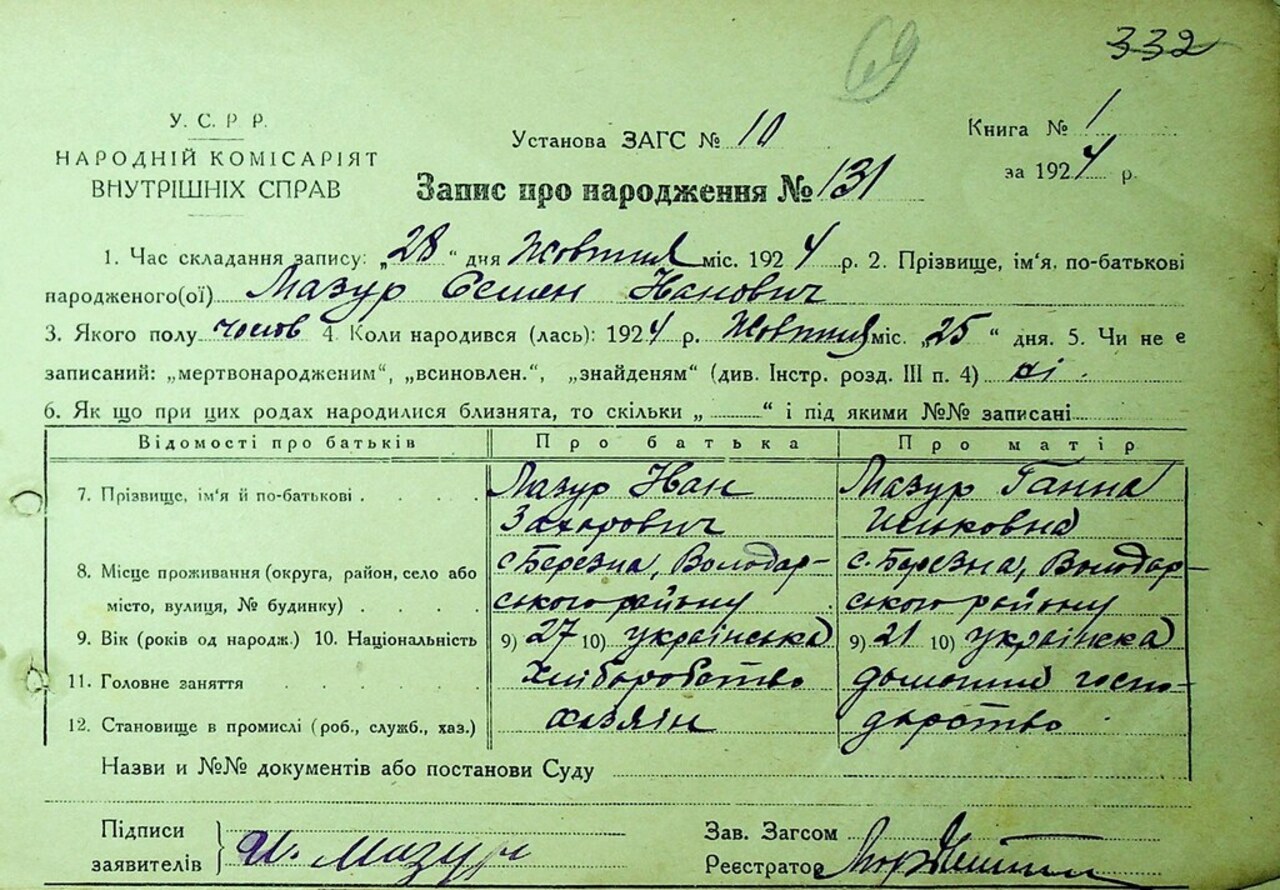 69
332
У. С. Р Р.
НАРОДНІЙ КОМІСАРІЯТ
ВНУТРІШНІХ СПРАВ
Установа ЗАГС № 10
Книга № 1
за 1924 р.
Запис про народження № 131
1. Час складання запису: „28“ дня Жовтня міс. 1924 р. 2. Прізвище, ім‘я, по-батькові
народженого(ої) Мазур Семен Іванович
3. Якого полу чолов 4. Коли народився (лась): 1924 р. Жовтня міс. „25“ дня. 5. Чи не є
записаний: „мертвонародженим“, „всиновлен.“, „знайденям“ (див. Інстр. розд. III п. 4) ні.
6. Як що при цих родах народилися близнята, то скільки „ “ і під якими №№ записані
Відомості про батьків Про батька Про матір
7. Прізвище, ім‘я й по-батькові . . . . Мазур Іван Мазур Ганна
Захарович
8. Місце проживання (округа, район, село або с. Березна, Володар- с. Березна, Володар-
місто, вулиця, № будинку) . . . . ського району ського району
9. Вік (років од народж.) 10. Національність 9) 27 10) українська 9) 21 10) українска
11. Головне заняття . . . . . . Хліборобство домашнє госпо-
12. Становище в промислі (роб., служб., хаз.) хазяїн дарство
Назви и №№ документів або постанови Суду
Підписи
заявителів И. Мазур
Зав. Загсом
Реєстратор